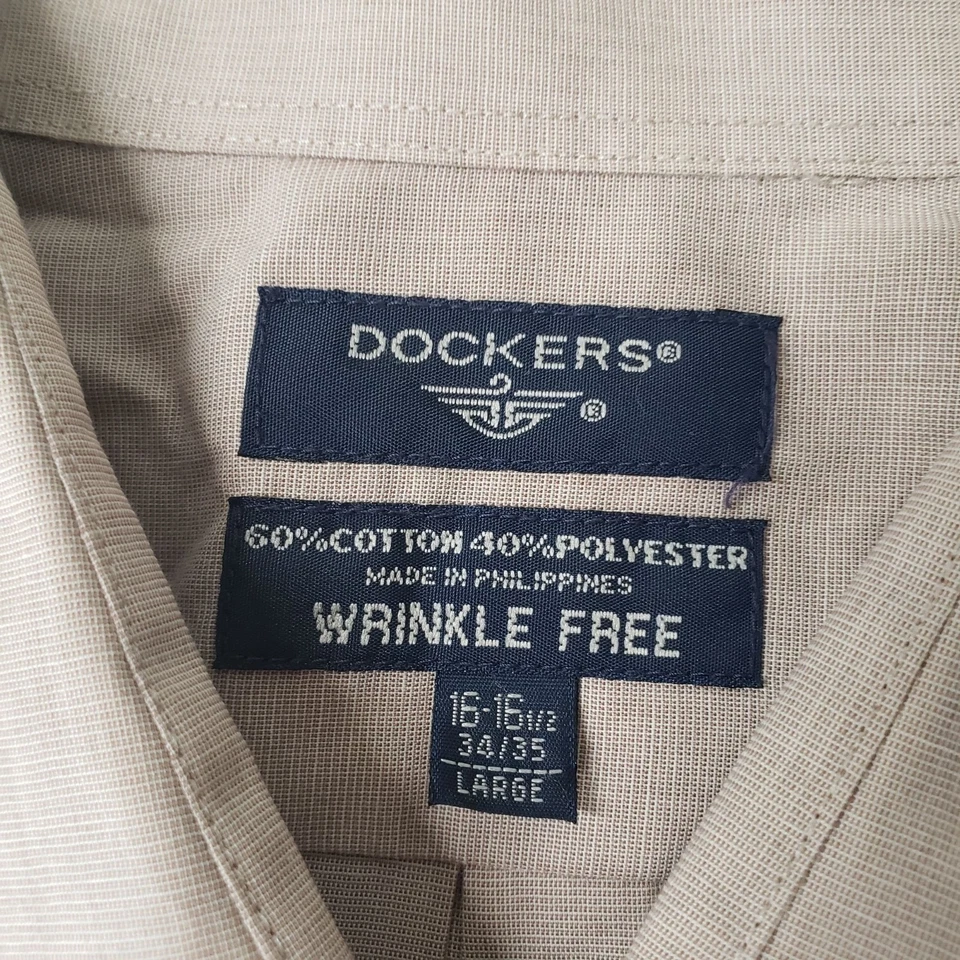 DOCKERS®
®
60%COTTON 40%POLYESTER
MADE IN PHILIPPINES
WRINKLE FREE
16-16 1/2
34/35
LARGE